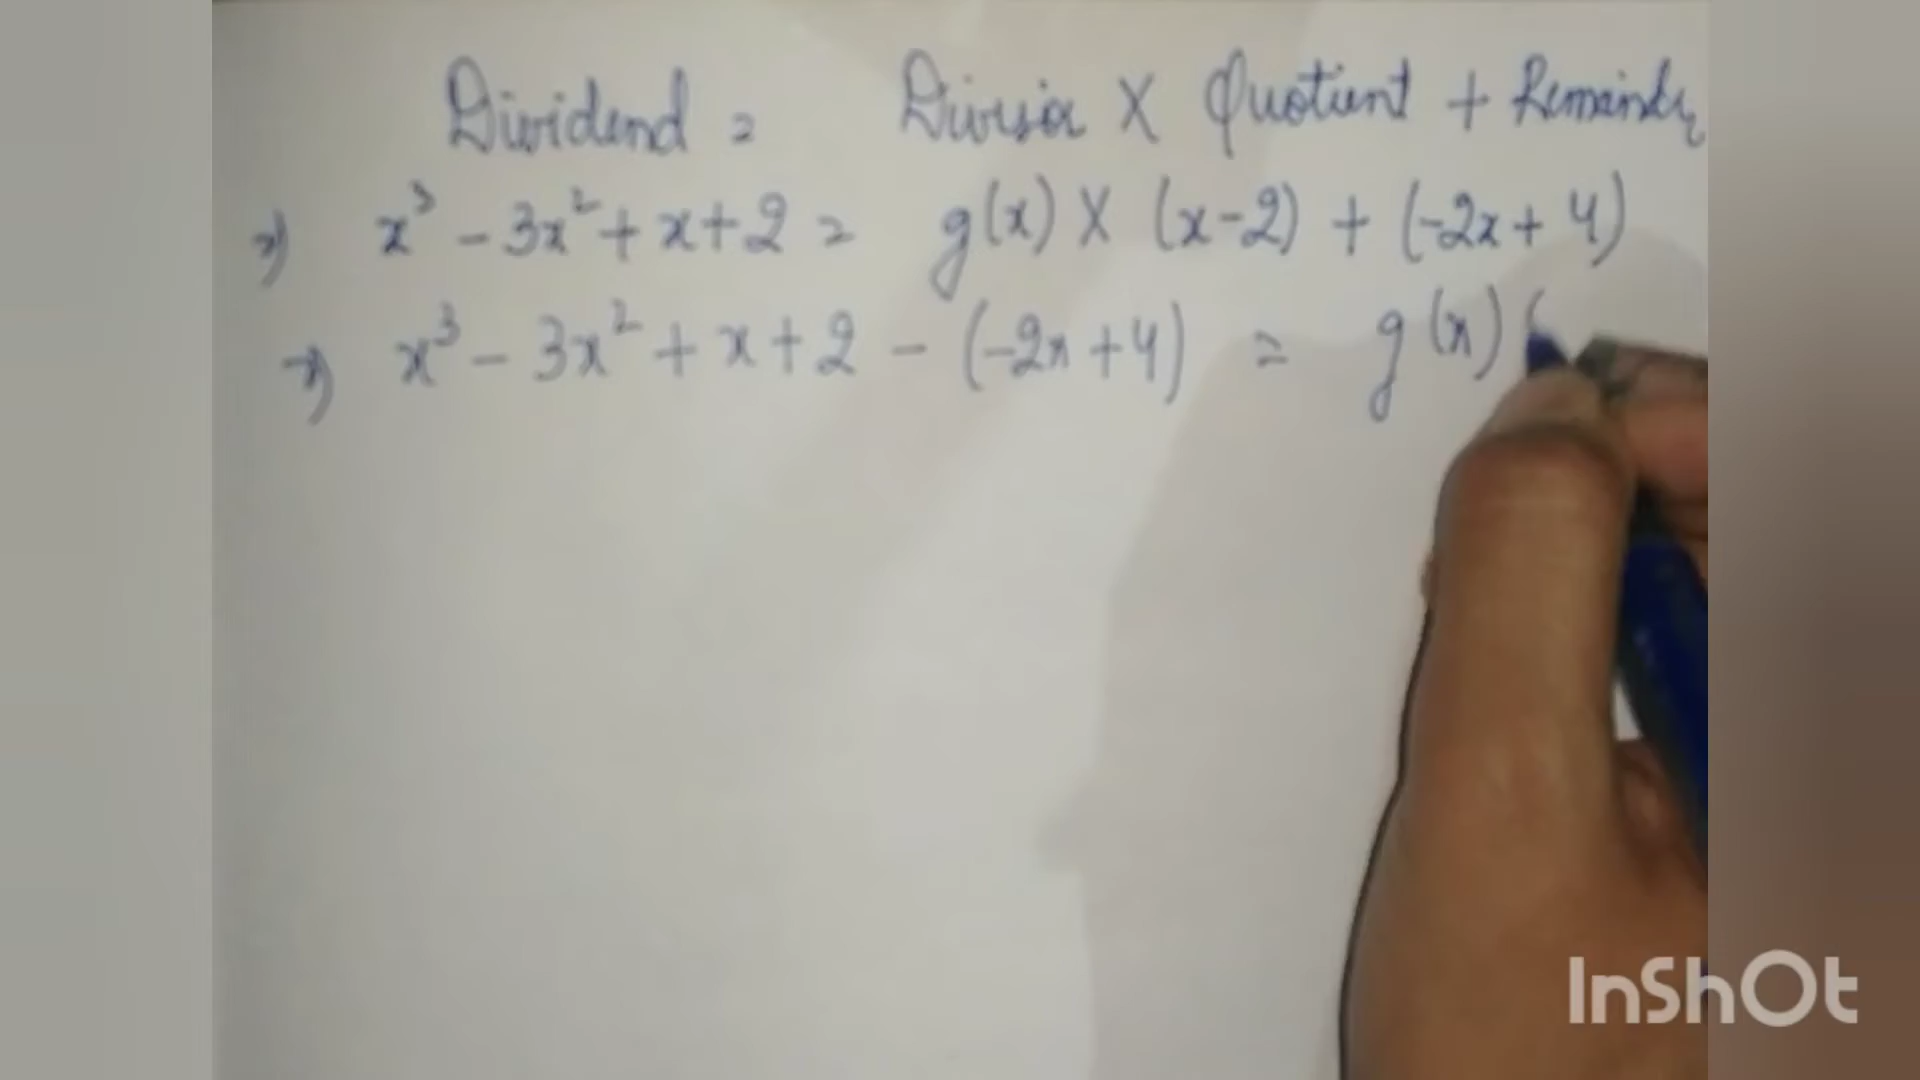 Dividend = Divisor X Quotient + Remainder
⇒) x³ - 3x² + x + 2 = g(x) X (x-2) + (-2x + 4)
⇒) x³ - 3x² + x + 2 - (-2x + 4) = g(x) (
InShOt